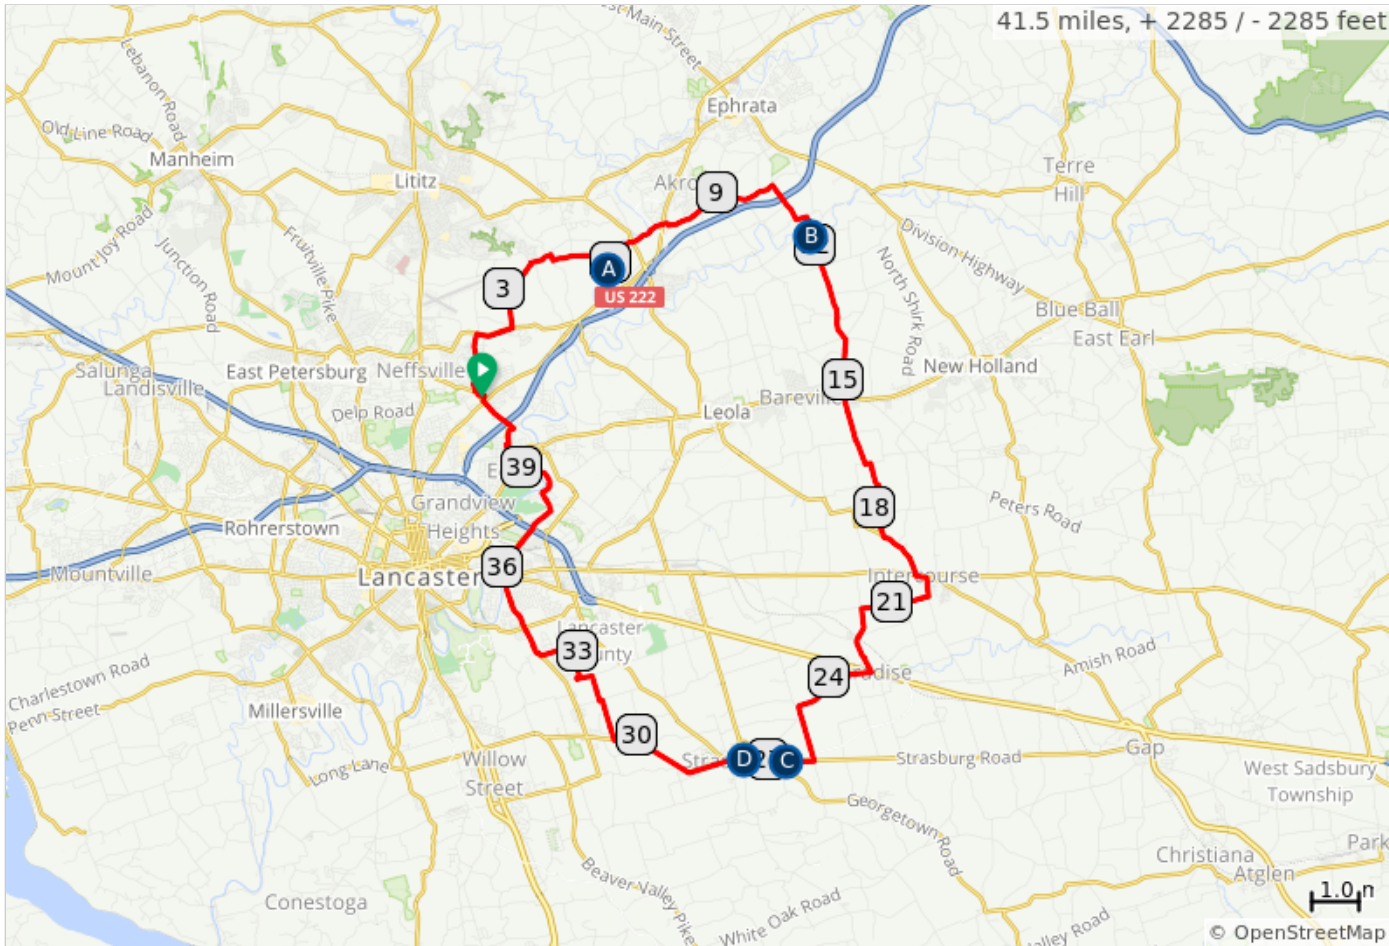 41.5 miles, + 2285 / - 2285 feet
Main Street
Lebanon Road
Ephrata
Old Line Road
Manheim
Lititz
Akro
9
Terre
Hill
Mount Joy Road
Junction Road
Fruitville Pike
B
Division Highway
North Shirk Road
A
3
US 222
Blue Ball
East Earl
Salunga
Landisville
East Petersburg
Neffsville
New Holland
15
Delp Road
Leola
Bareville
39
Grandview
Heights
18
Peters Road
Rohrerstown
Mountville
Lancaster
36
Intercourse
21
Lancaster
33
unty
Charlestown Road
Penn Street
Millersville
24
adise
Amish Road
30
Willow
Street
Long Lane
Stras
D
2
C
Strasburg Road
Gap
West Sadsbury
Township
Georgetown Road
Christiana
Atglen
Park
Beaver Valley Pike
Conestoga
White Oak Road
Valley Road
1.0
© OpenStreetMap